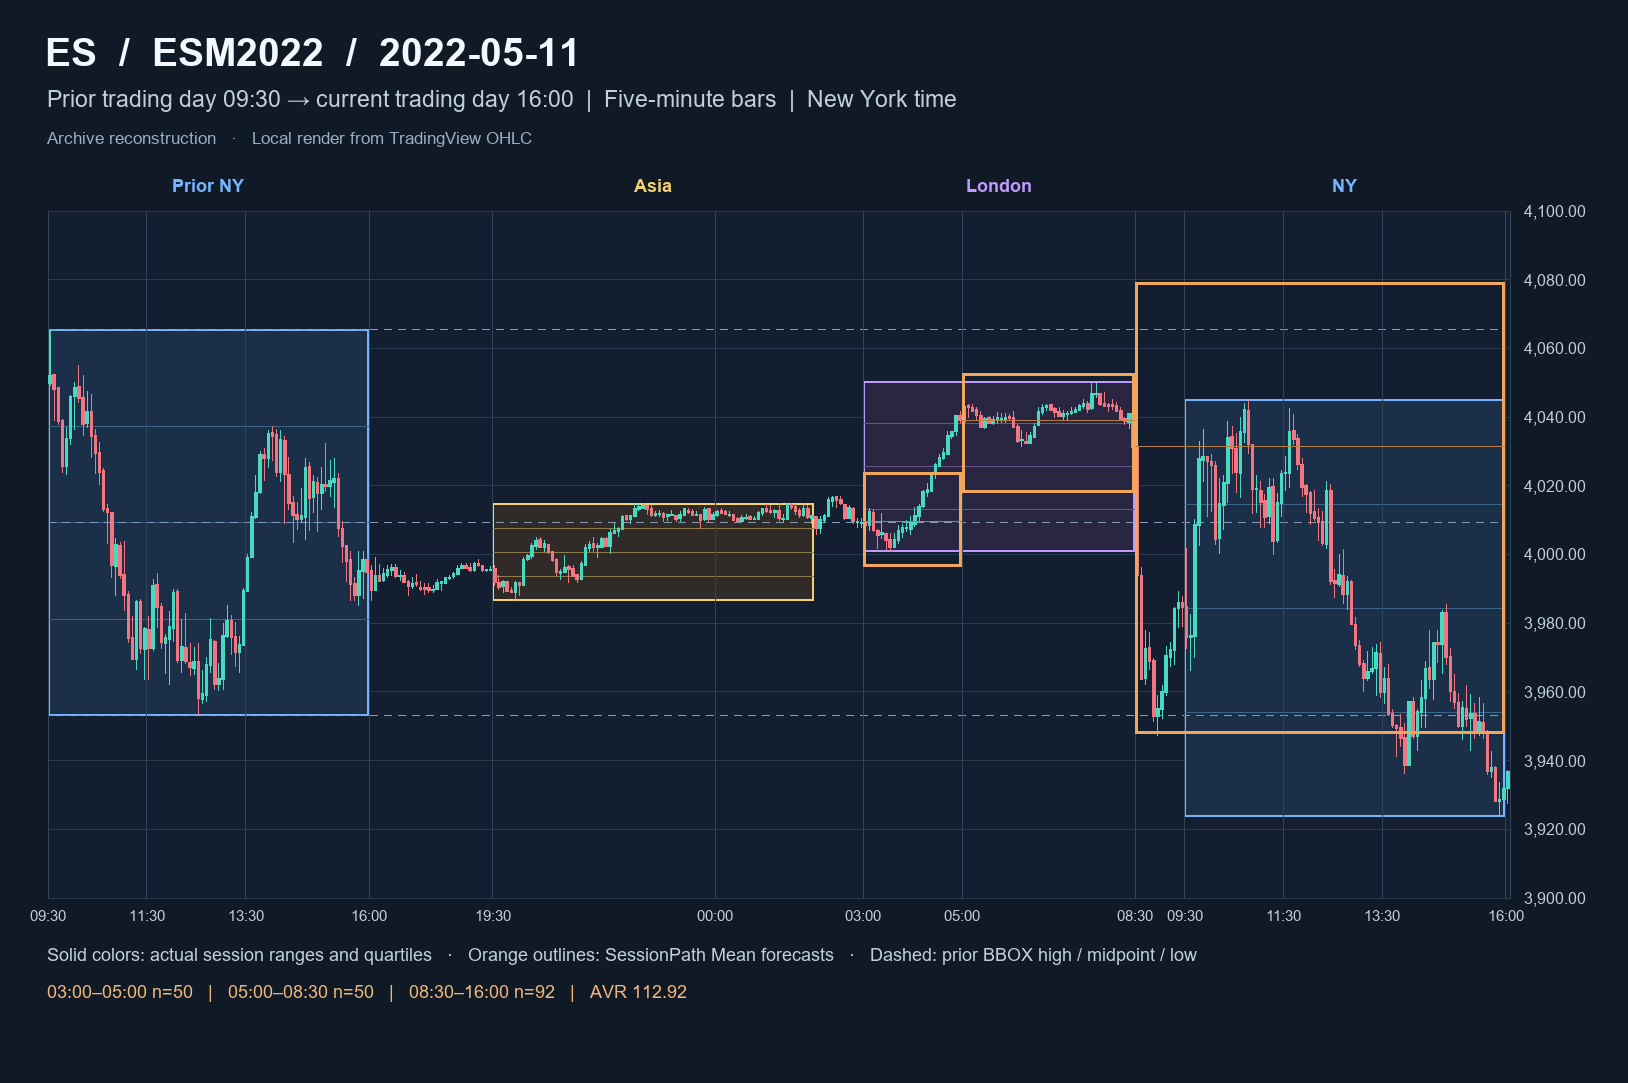 ES / ESM2022 / 2022-05-11
Prior trading day 09:30 → current trading day 16:00 | Five-minute bars | New York time
Archive reconstruction · Local render from TradingView OHLC
Prior NY Asia London NY
4,100.00
4,080.00
4,060.00
4,040.00
4,020.00
4,000.00
3,980.00
3,960.00
3,940.00
3,920.00
3,900.00
09:30 11:30 13:30 16:00 19:30 00:00 03:00 05:00 08:30 09:30 11:30 13:30 16:00
Solid colors: actual session ranges and quartiles · Orange outlines: SessionPath Mean forecasts · Dashed: prior BBOX high / midpoint / low
03:00–05:00 n=50 | 05:00–08:30 n=50 | 08:30–16:00 n=92 | AVR 112.92